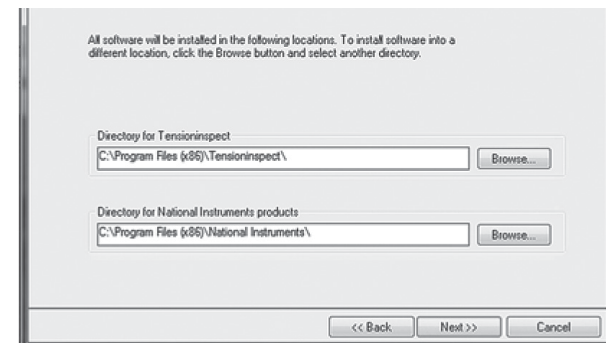 All software will be installed in the following locations. To install software into a
different location, click the Browse button and select another directory.
Directory for Tensioninspect
C:\Program Files (x86)\Tensioninspect\
Browse...
Directory for National Instruments products
C:\Program Files (x86)\National Instruments\
Browse...
<< Back Next >> Cancel